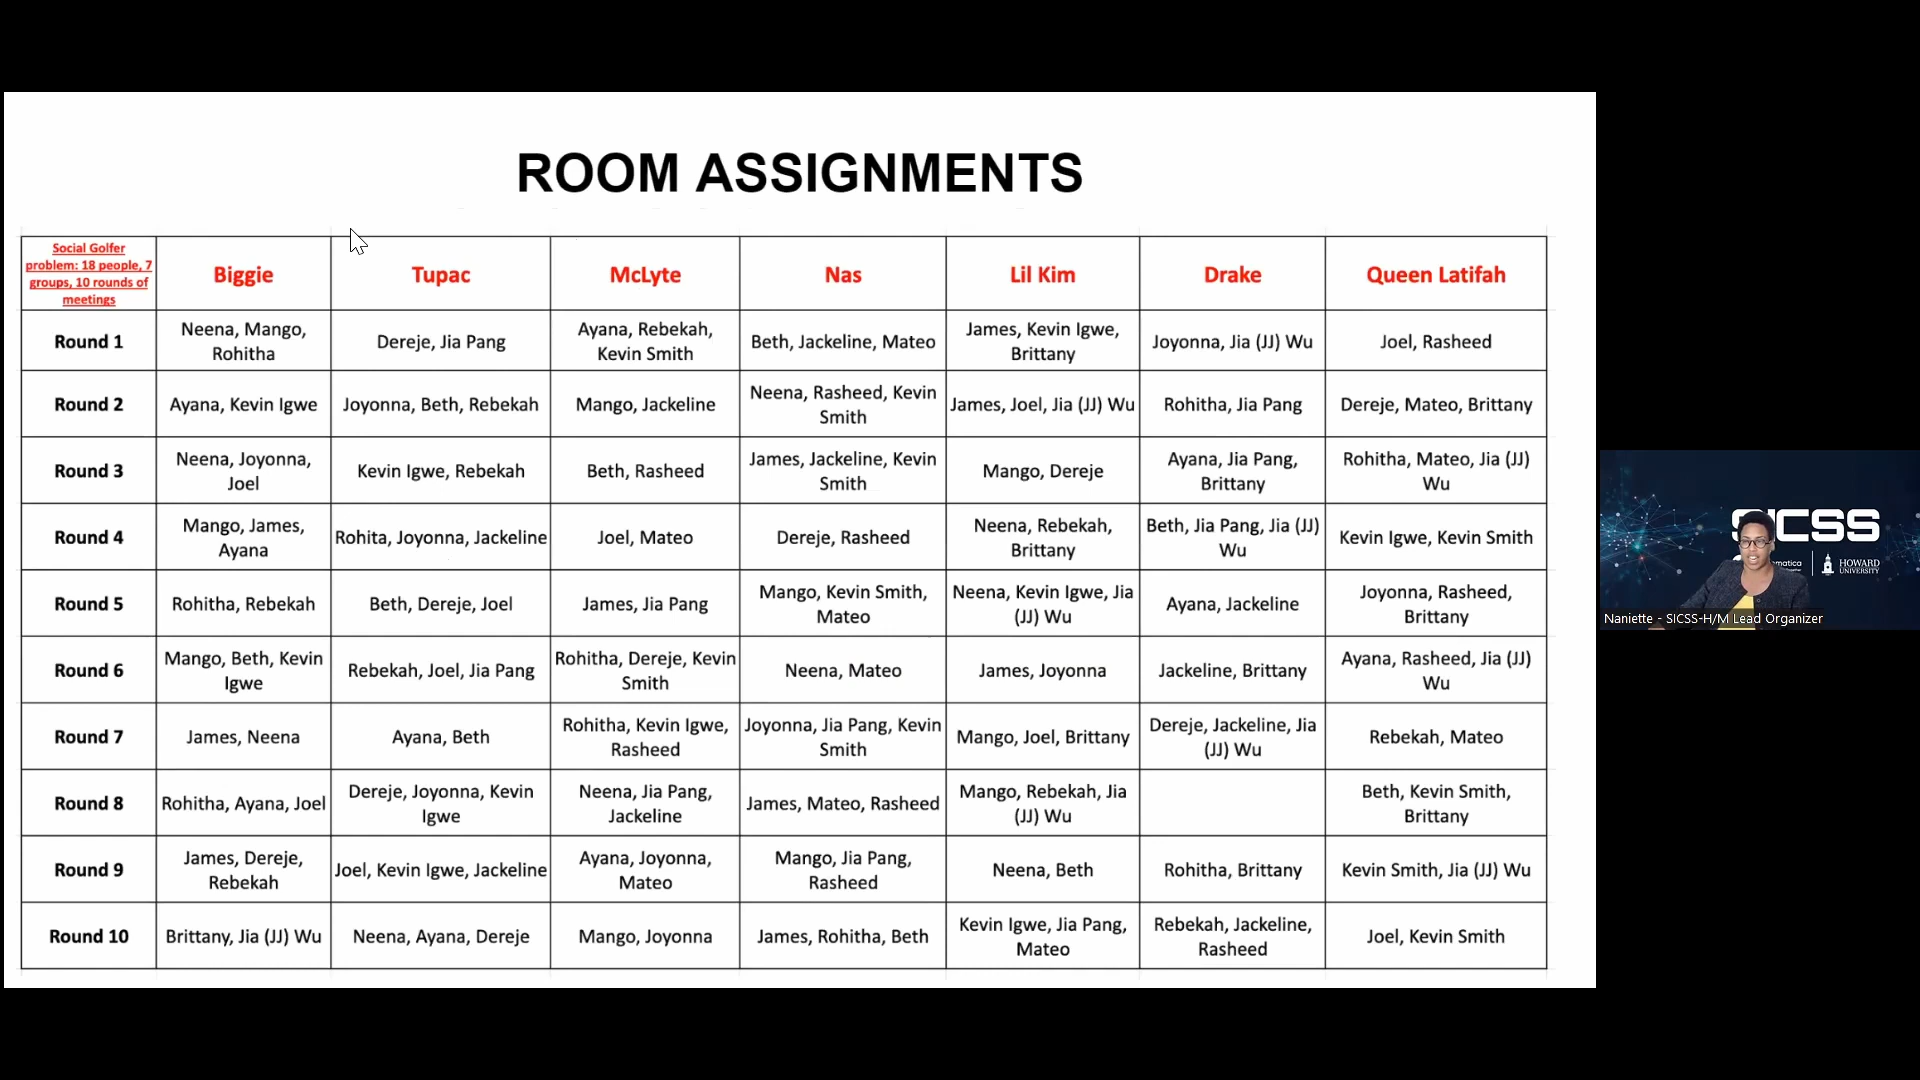 ROOM ASSIGNMENTS
Social Golfer
problem: 18 people, 7
groups, 10 rounds of
meetings
Biggie
Tupac
McLyte
Nas
Lil Kim
Drake
Queen Latifah
Round 1
Neena, Mango,
Rohitha
Dereje, Jia Pang
Ayana, Rebekah,
Kevin Smith
Beth, Jackeline, Mateo
James, Kevin Igwe,
Brittany
Joyonna, Jia (JJ) Wu
Joel, Rasheed
Round 2
Ayana, Kevin Igwe
Joyonna, Beth, Rebekah
Mango, Jackeline
Neena, Rasheed, Kevin
Smith
James, Joel, Jia (JJ) Wu
Rohitha, Jia Pang
Dereje, Mateo, Brittany
Round 3
Neena, Joyonna,
Joel
Kevin Igwe, Rebekah
Beth, Rasheed
James, Jackeline, Kevin
Smith
Mango, Dereje
Ayana, Jia Pang,
Brittany
Rohitha, Mateo, Jia (JJ)
Wu
Round 4
Mango, James,
Ayana
Rohita, Joyonna, Jackeline
Joel, Mateo
Dereje, Rasheed
Neena, Rebekah,
Brittany
Beth, Jia Pang, Jia (JJ)
Wu
Kevin Igwe, Kevin Smith
Round 5
Rohitha, Rebekah
Beth, Dereje, Joel
James, Jia Pang
Mango, Kevin Smith,
Mateo
Neena, Kevin Igwe, Jia
(JJ) Wu
Ayana, Jackeline
Joyonna, Rasheed,
Brittany
Round 6
Mango, Beth, Kevin
Igwe
Rebekah, Joel, Jia Pang
Rohitha, Dereje, Kevin
Smith
Neena, Mateo
James, Joyonna
Jackeline, Brittany
Ayana, Rasheed, Jia (JJ)
Wu
Round 7
James, Neena
Ayana, Beth
Rohitha, Kevin Igwe,
Rasheed
Joyonna, Jia Pang, Kevin
Smith
Mango, Joel, Brittany
Dereje, Jackeline, Jia
(JJ) Wu
Rebekah, Mateo
Round 8
Rohitha, Ayana, Joel
Dereje, Joyonna, Kevin
Igwe
Neena, Jia Pang,
Jackeline
James, Mateo, Rasheed
Mango, Rebekah, Jia
(JJ) Wu
Beth, Kevin Smith,
Brittany
Round 9
James, Dereje,
Rebekah
Joel, Kevin Igwe, Jackeline
Ayana, Joyonna,
Mateo
Mango, Jia Pang,
Rasheed
Neena, Beth
Rohitha, Brittany
Kevin Smith, Jia (JJ) Wu
Round 10
Brittany, Jia (JJ) Wu
Neena, Ayana, Dereje
Mango, Joyonna
James, Rohitha, Beth
Kevin Igwe, Jia Pang,
Mateo
Rebekah, Jackeline,
Rasheed
Joel, Kevin Smith
SICSS
HOWARD
UNIVERSITY
Naniette - SICSS-H/M Lead Organizer